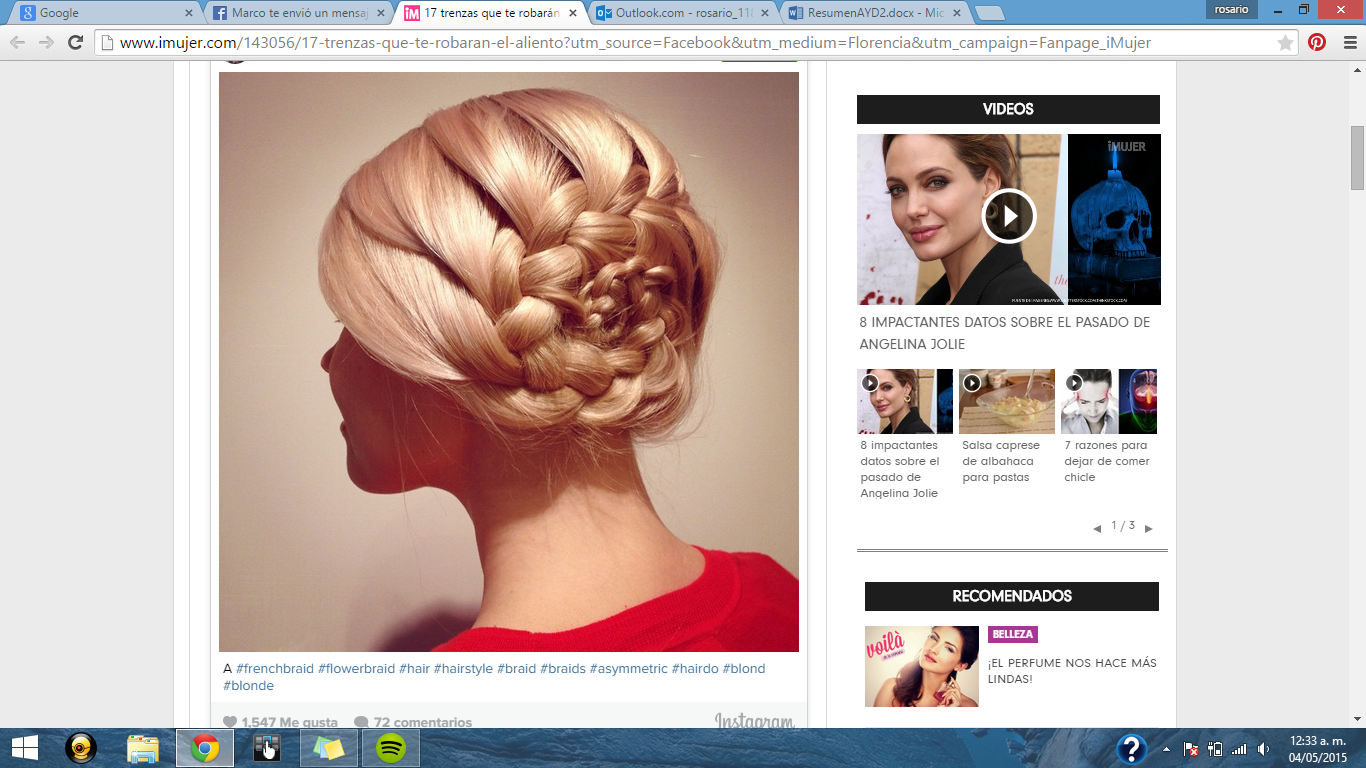 Google
Marco te envió un mensaj
17 trenzas que te robarán
Outlook.com - rosario_118
ResumenAYD2.docx - Mic
rosario
www.imujer.com/143056/17-trenzas-que-te-robaran-el-aliento?utm_source=Facebook&utm_medium=Florencia&utm_campaign=Fanpage_iMujer
VIDEOS
iMUJER
8 IMPACTANTES DATOS SOBRE EL PASADO DE
ANGELINA JOLIE
8 impactantes
datos sobre el
pasado de
Angelina Jolie
Salsa caprese
de albahaca
para pastas
7 razones para
dejar de comer
chicle
1 / 3
RECOMENDADOS
voilà
BELLEZA
¡EL PERFUME NOS HACE MÁS
LINDAS!
A #frenchbraid #flowerbraid #hair #hairstyle #braid #braids #asymmetric #hairdo #blond
#blonde
1,547 Me gusta 72 comentarios Instagram
12:33 a. m.
04/05/2015